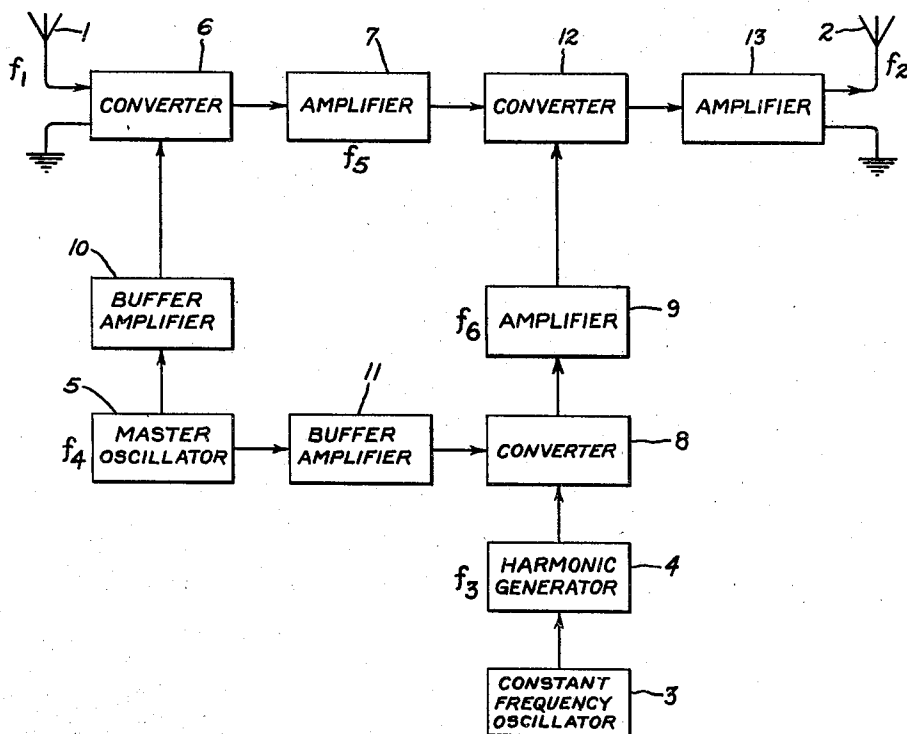 1
6
7
12
2
13
f1
CONVERTER
AMPLIFIER
CONVERTER
AMPLIFIER
f2
f5
10
BUFFER
AMPLIFIER
f6
AMPLIFIER
9
5
11
f4
MASTER
OSCILLATOR
BUFFER
AMPLIFIER
CONVERTER
8
f3
HARMONIC
GENERATOR
4
CONSTANT
FREQUENCY
OSCILLATOR
3